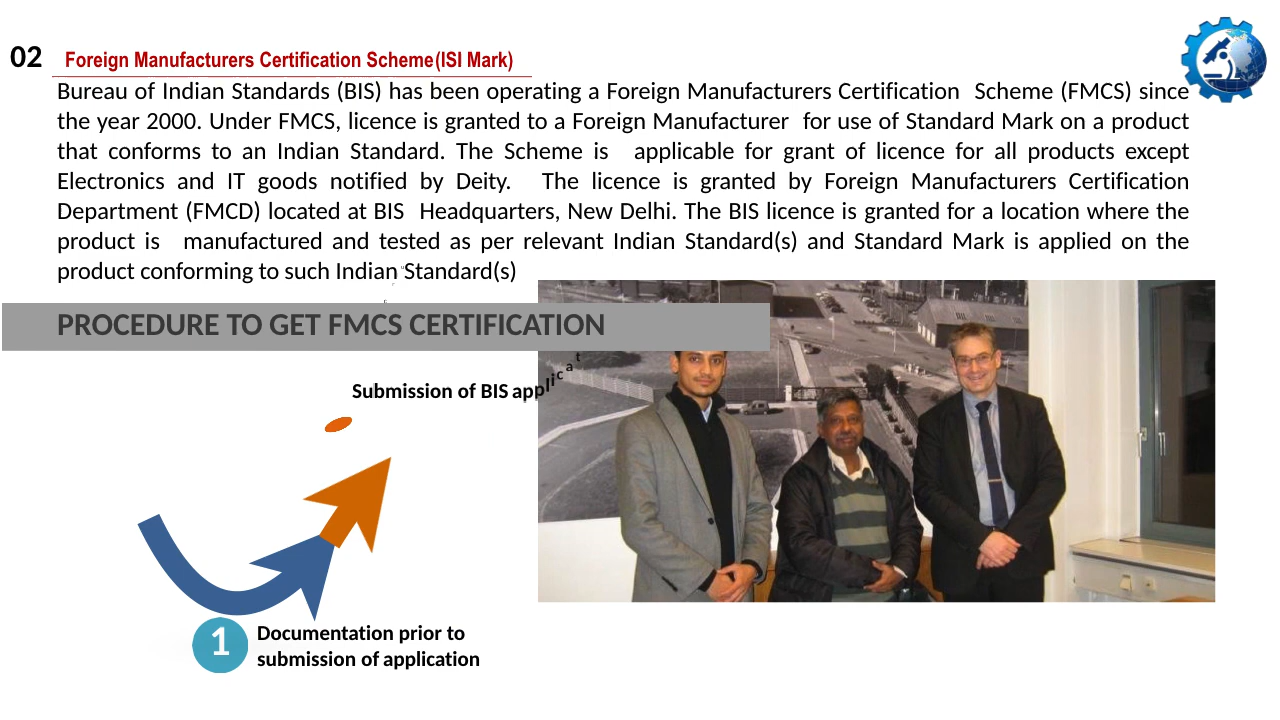 02 Foreign Manufacturers Certification Scheme(ISI Mark)
Bureau of Indian Standards (BIS) has been operating a Foreign Manufacturers Certification Scheme (FMCS) since
the year 2000. Under FMCS, licence is granted to a Foreign Manufacturer for use of Standard Mark on a product
that conforms to an Indian Standard. The Scheme is applicable for grant of licence for all products except
Electronics and IT goods notified by Deity. The licence is granted by Foreign Manufacturers Certification
Department (FMCD) located at BIS Headquarters, New Delhi. The BIS licence is granted for a location where the
product is manufactured and tested as per relevant Indian Standard(s) and Standard Mark is applied on the
product conforming to such Indian Standard(s)
PROCEDURE TO GET FMCS CERTIFICATION
Submission of BIS applicat
1 Documentation prior to
submission of application